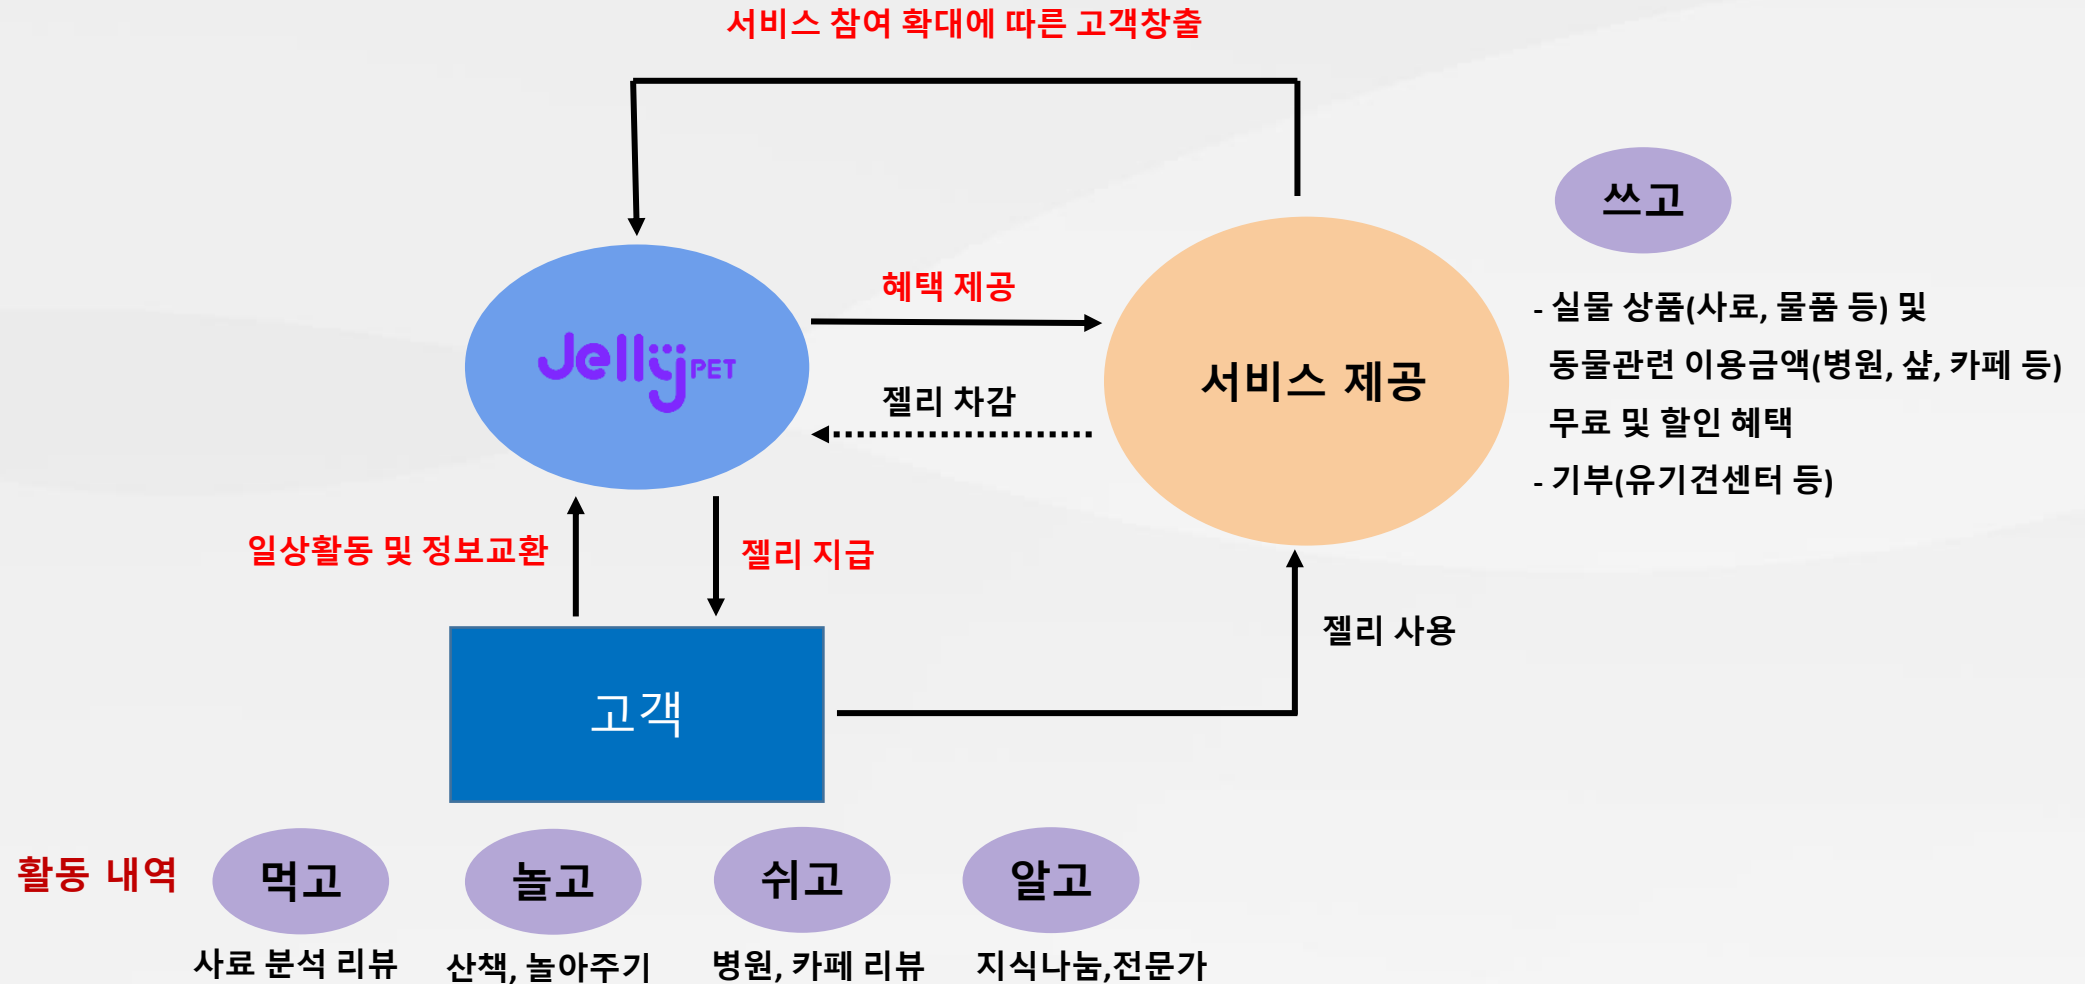 서비스 참여 확대에 따른 고객창출
쓰고
혜택 제공
- 실물 상품(사료, 물품 등) 및
동물관련 이용금액(병원, 샾, 카페 등)
무료 및 할인 혜택
- 기부(유기견센터 등)
Jelly PET
서비스 제공
젤리 차감
일상활동 및 정보교환
젤리 지급
젤리 사용
고객
활동 내역
먹고
놀고
쉬고
알고
사료 분석 리뷰
산책, 놀아주기
병원, 카페 리뷰
지식나눔,전문가